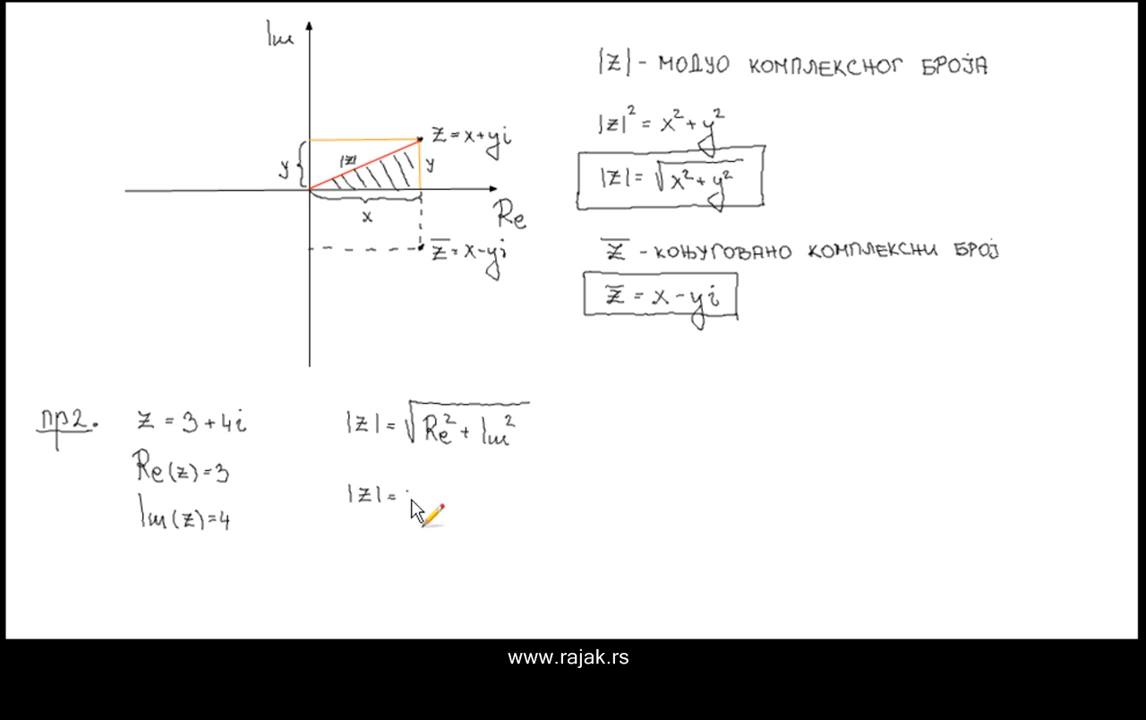 Im
z = x+yi
y
|z|
y
x
Re
z̅ = x-yi
|z| - МОДУО КОМПЛЕКСНОГ БРОЈА
|z|² = x²+y²
|z| = √x²+y²
z̅ - КОЊУГОВАНО КОМПЛЕКСНИ БРОЈ
z̅ = x-yi
пр2.
z = 3+4i
Re(z)=3
Im(z)=4
|z| = √Re²+Im²
|z| =
www.rajak.rs